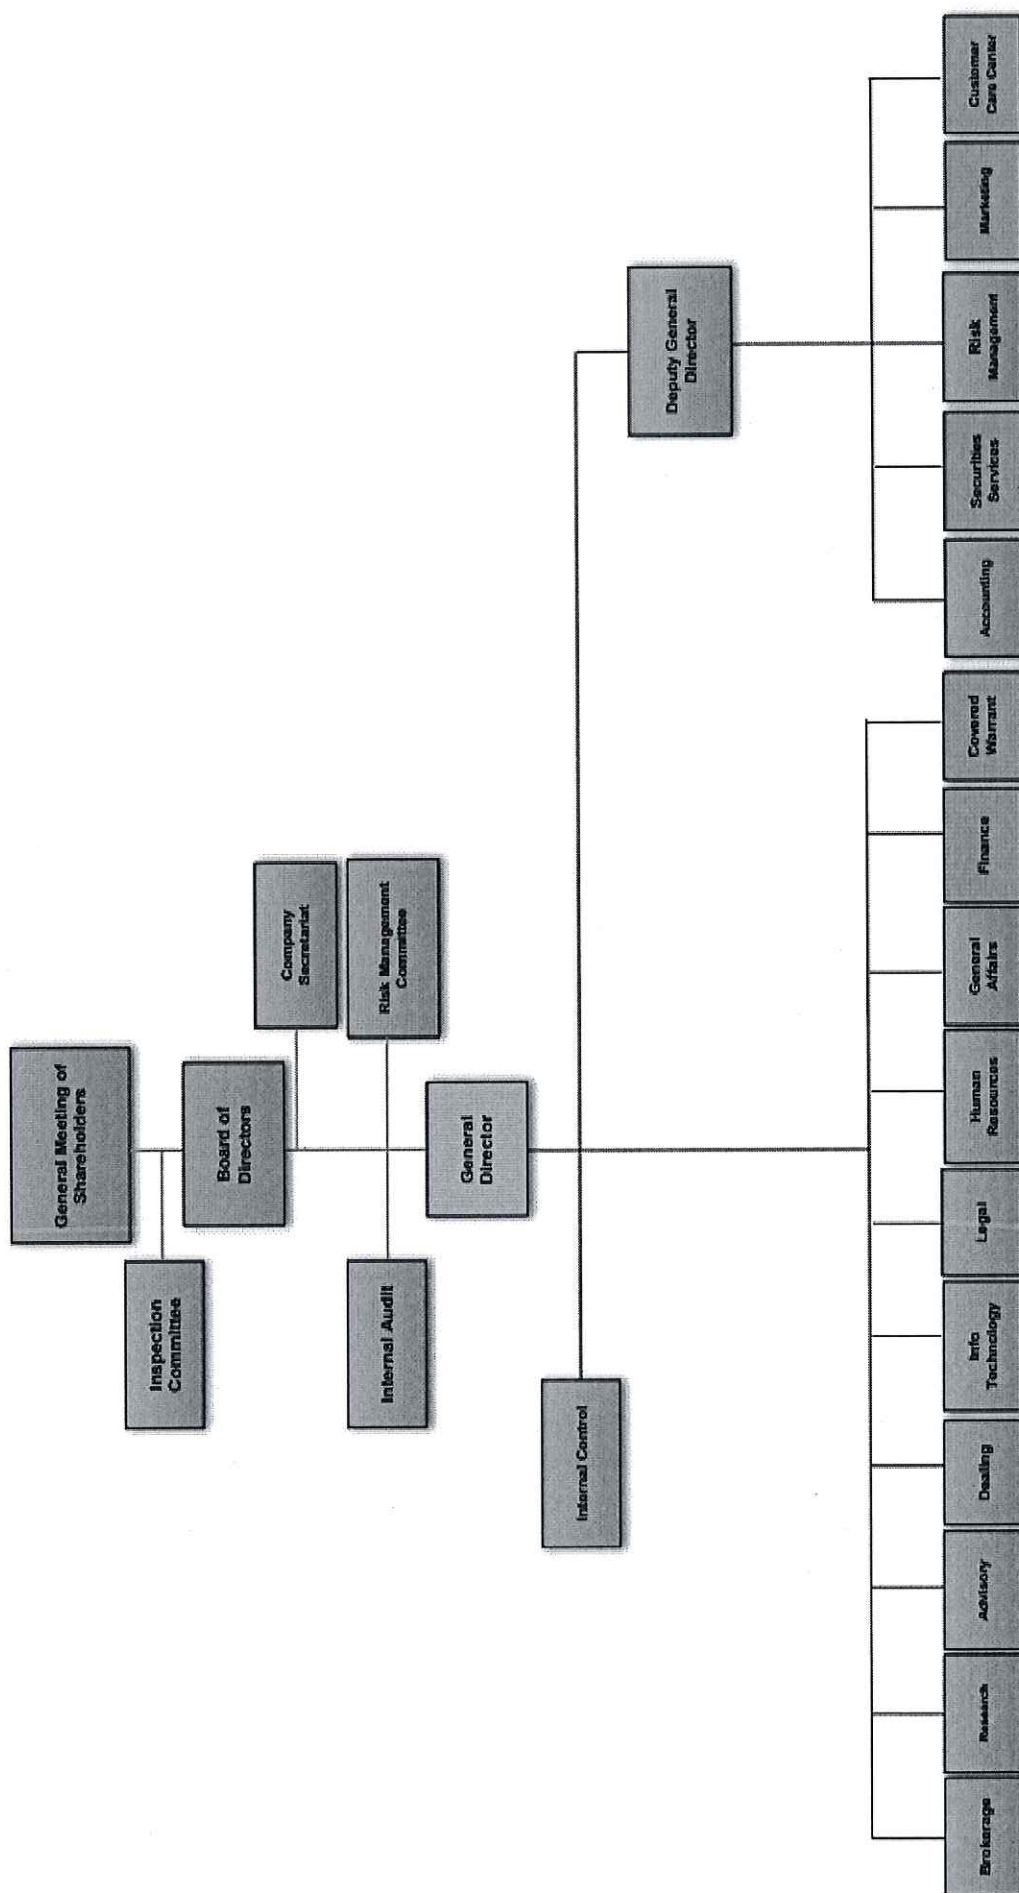 General Meeting of
Shareholders
Inspection
Committee
Board of
Directors
Company
Secretariat
Internal Audit
Risk Management
Committee
General
Director
Internal Control
Deputy General
Director
Brokerage
Research
Advisory
Dealing
Info
Technology
Legal
Human
Resources
General
Affairs
Finance
Covered
Warrant
Accounting
Securities
Services
Risk
Management
Marketing
Customer
Care Center